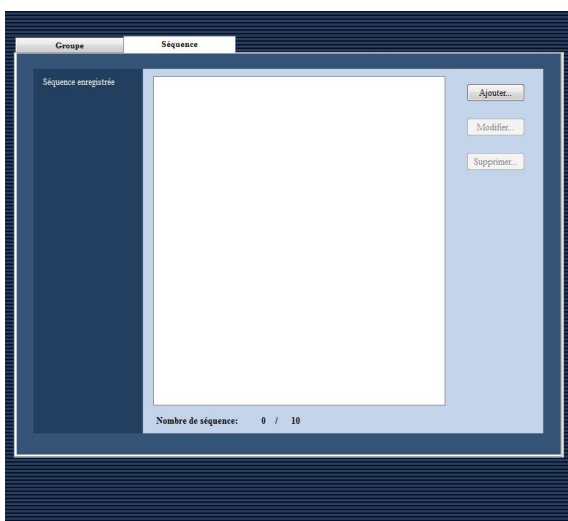 Groupe
Séquence
Séquence enregistrée
Ajouter...
Modifier...
Supprimer...
Nombre de séquence: 0 / 10